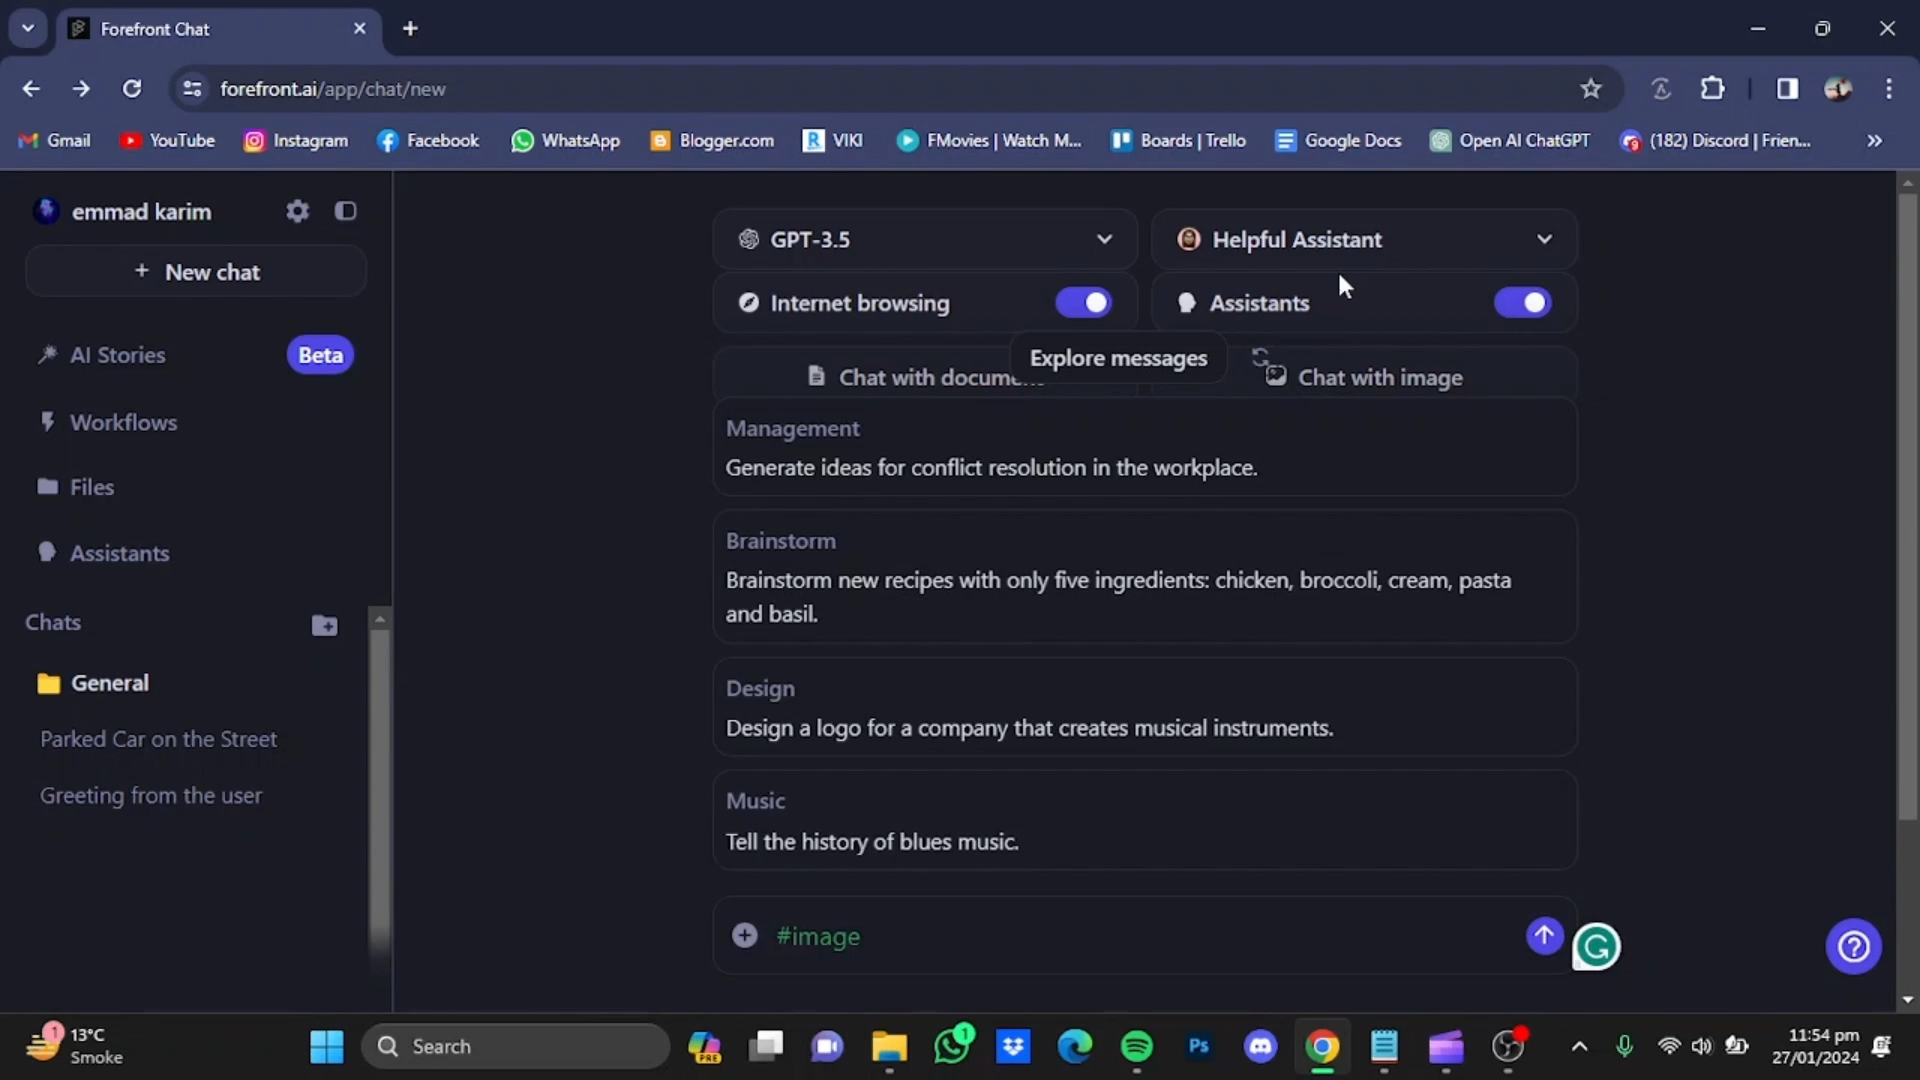 Forefront Chat
forefront.ai/app/chat/new
Gmail
YouTube
Instagram
Facebook
WhatsApp
Blogger.com
R VIKI
FMovies | Watch M...
Boards | Trello
Google Docs
Open AI ChatGPT
(182) Discord | Frien...
emmad karim
+ New chat
AI Stories
Beta
Workflows
Files
Assistants
Chats
General
Parked Car on the Street
Greeting from the user
GPT-3.5
Helpful Assistant
Internet browsing
Assistants
Explore messages
Chat with docum
Chat with image
Management
Generate ideas for conflict resolution in the workplace.
Brainstorm
Brainstorm new recipes with only five ingredients: chicken, broccoli, cream, pasta
and basil.
Design
Design a logo for a company that creates musical instruments.
Music
Tell the history of blues music.
#image
1
13°C
Smoke
Search
PRE
1
Ps
11:54 pm
27/01/2024